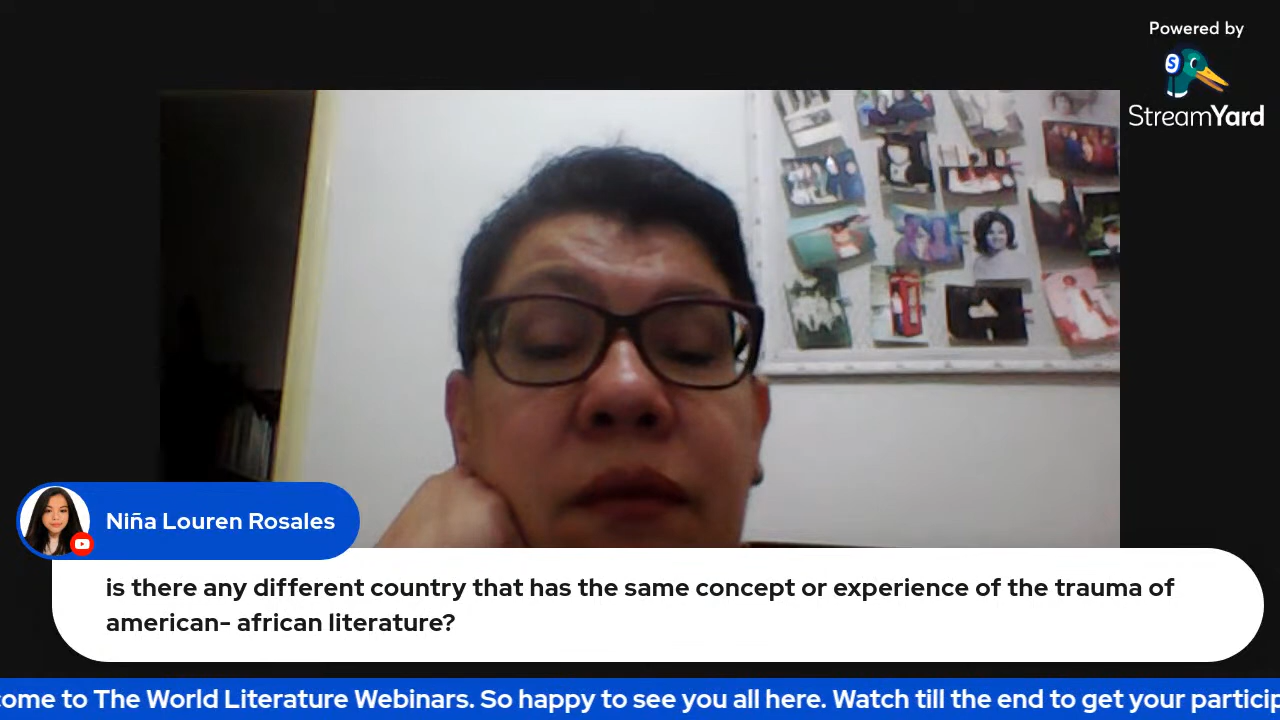 Powered by
StreamYard
Niña Louren Rosales
is there any different country that has the same concept or experience of the trauma of
american- african literature?
come to The World Literature Webinars. So happy to see you all here. Watch till the end to get your particip